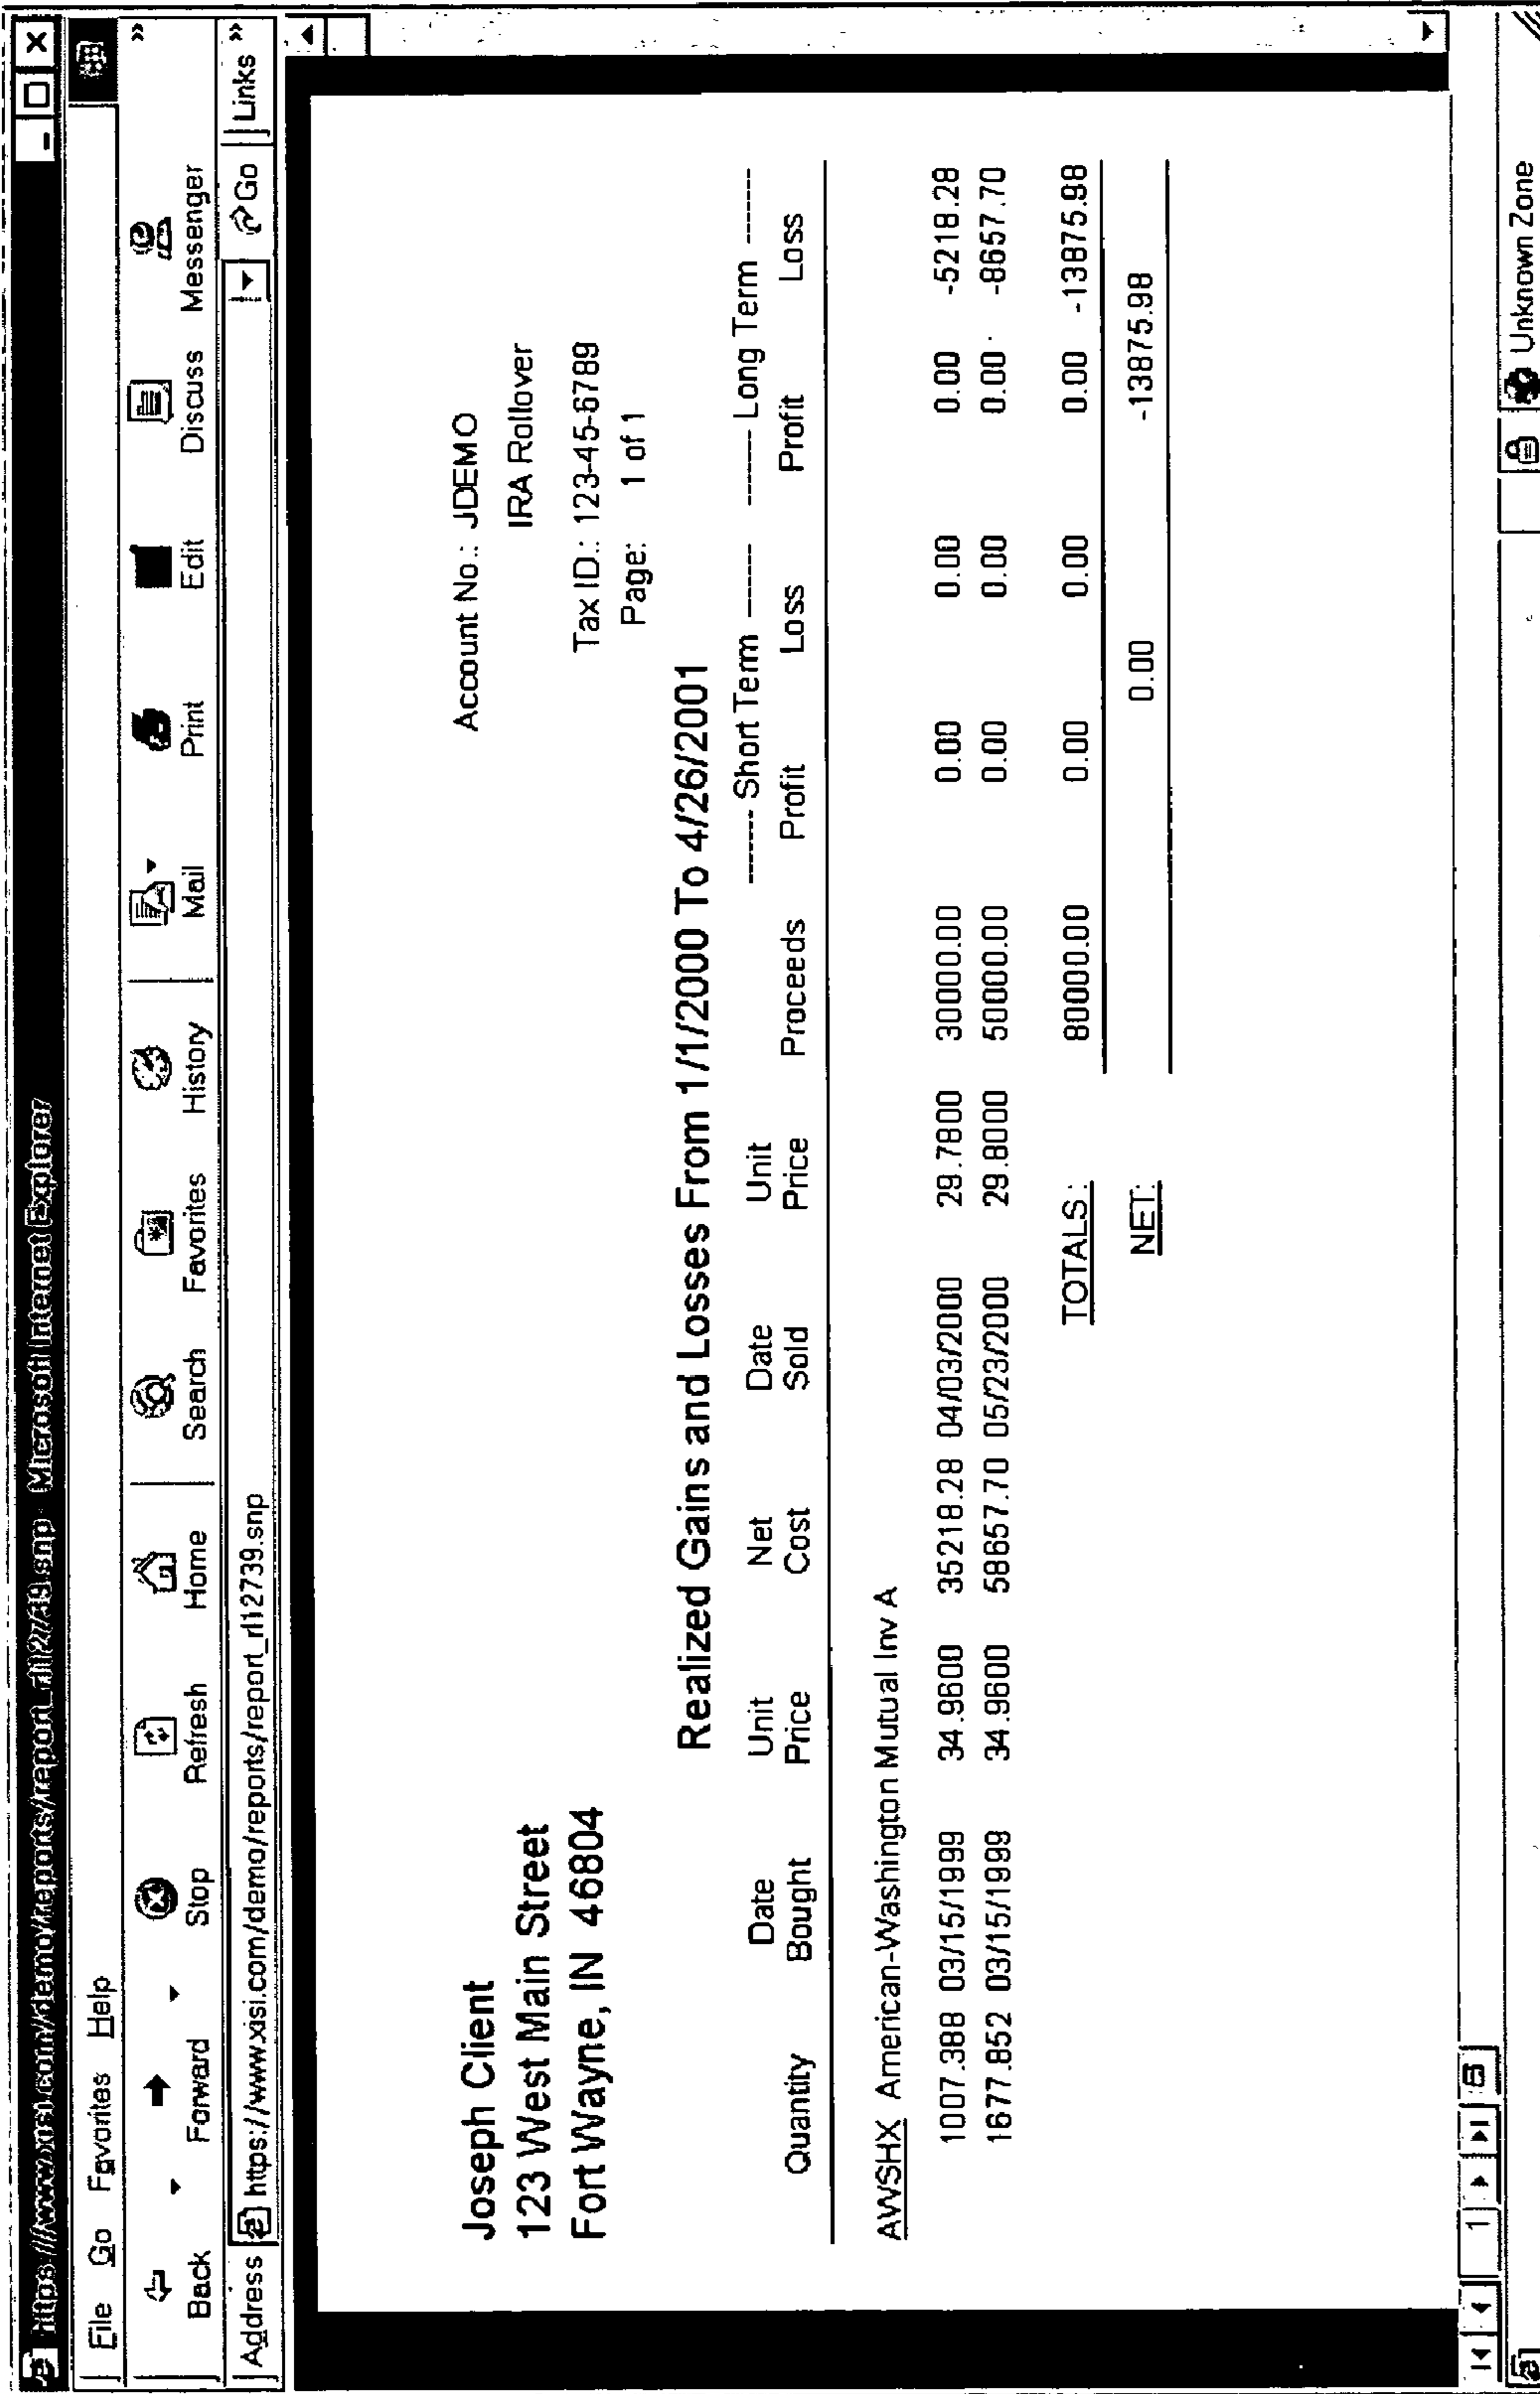 https://www.xisi.com/demo/reports/report_rl12739.snp - Microsoft Internet Explorer
File Go Favorites Help
Back Forward Stop Refresh Home Search Favorites History Mail Print Edit Discuss Messenger »
Address https://www.xisi.com/demo/reports/report_rl12739.snp Go Links »
Joseph Client Account No.: JDEMO
123 West Main Street IRA Rollover
Fort Wayne, IN 46804 Tax ID.: 123-45-6789
Page: 1 of 1
Realized Gains and Losses From 1/1/2000 To 4/26/2001
Date Unit Net Date Unit ------- Short Term ------- ------- Long Term -------
Quantity Bought Price Cost Sold Price Proceeds Profit Loss Profit Loss
AWSHX American-Washington Mutual Inv A
1007.388 03/15/1999 34.9600 35218.28 04/03/2000 29.7800 30000.00 0.00 0.00 0.00 -5218.28
1677.852 03/15/1999 34.9600 58657.70 05/23/2000 29.8000 50000.00 0.00 0.00 0.00 -8657.70
TOTALS: 80000.00 0.00 0.00 0.00 -13875.98
NET: 0.00 -13875.98
1
Unknown Zone